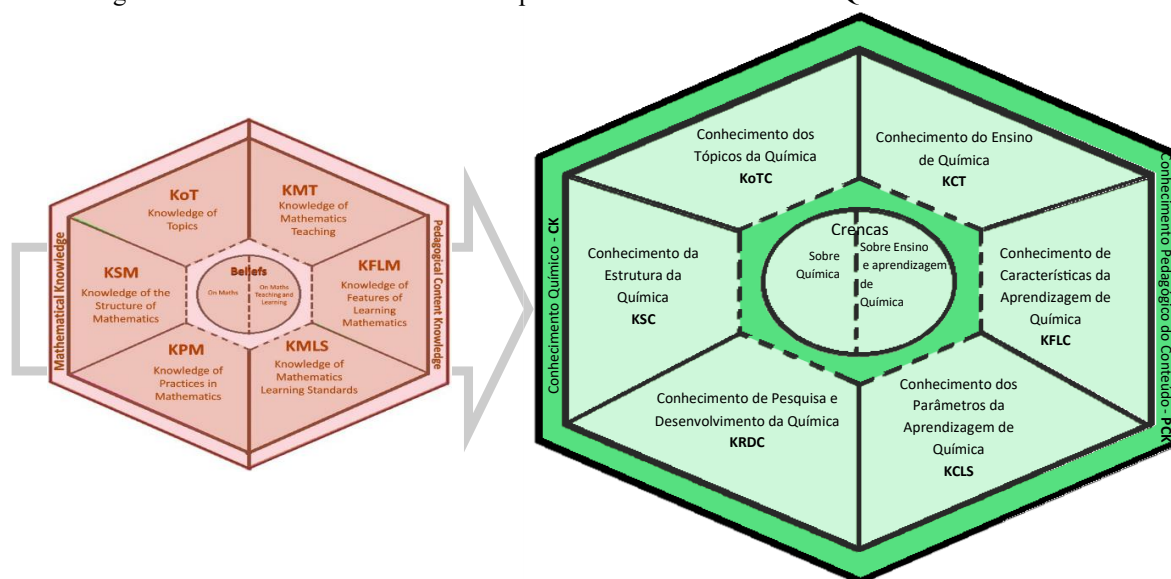 Mathematical Knowledge
KoT
Knowledge of
Topics
KMT
Knowledge of
Mathematics
Teaching
KSM
Knowledge of the
Structure of
Mathematics
Beliefs
On Maths
On Maths
Teaching and
Learning
KFLM
Knowledge of
Features of
Learning
Mathematics
KPM
Knowledge of
Practices in
Mathematics
KMLS
Knowledge of
Mathematics
Learning Standards
Pedagogical Content Knowledge
Conhecimento Químico - CK
Conhecimento dos
Tópicos da Química
KoTC
Conhecimento do Ensino
de Química
KCT
Conhecimento da
Estrutura da
Química
KSC
Crencas
Sobre
Química
Sobre Ensino
e aprendizagem
de
Química
Conhecimento de
Características da
Aprendizagem de
Química
KFLC
Conhecimento de Pesquisa e
Desenvolvimento da Química
KRDC
Conhecimento dos
Parâmetros da
Aprendizagem de
Química
KCLS
Conhecimento Pedagógico do Conteúdo - PCK